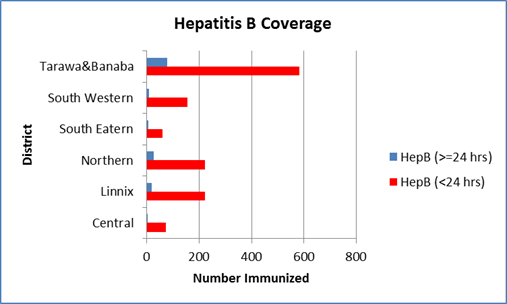 Hepatitis B Coverage
District
Tarawa&Banaba
South Western
South Eatern
Northern
Linnix
Central
0 200 400 600 800
Number Immunized
HepB (>=24 hrs)
HepB (<24 hrs)